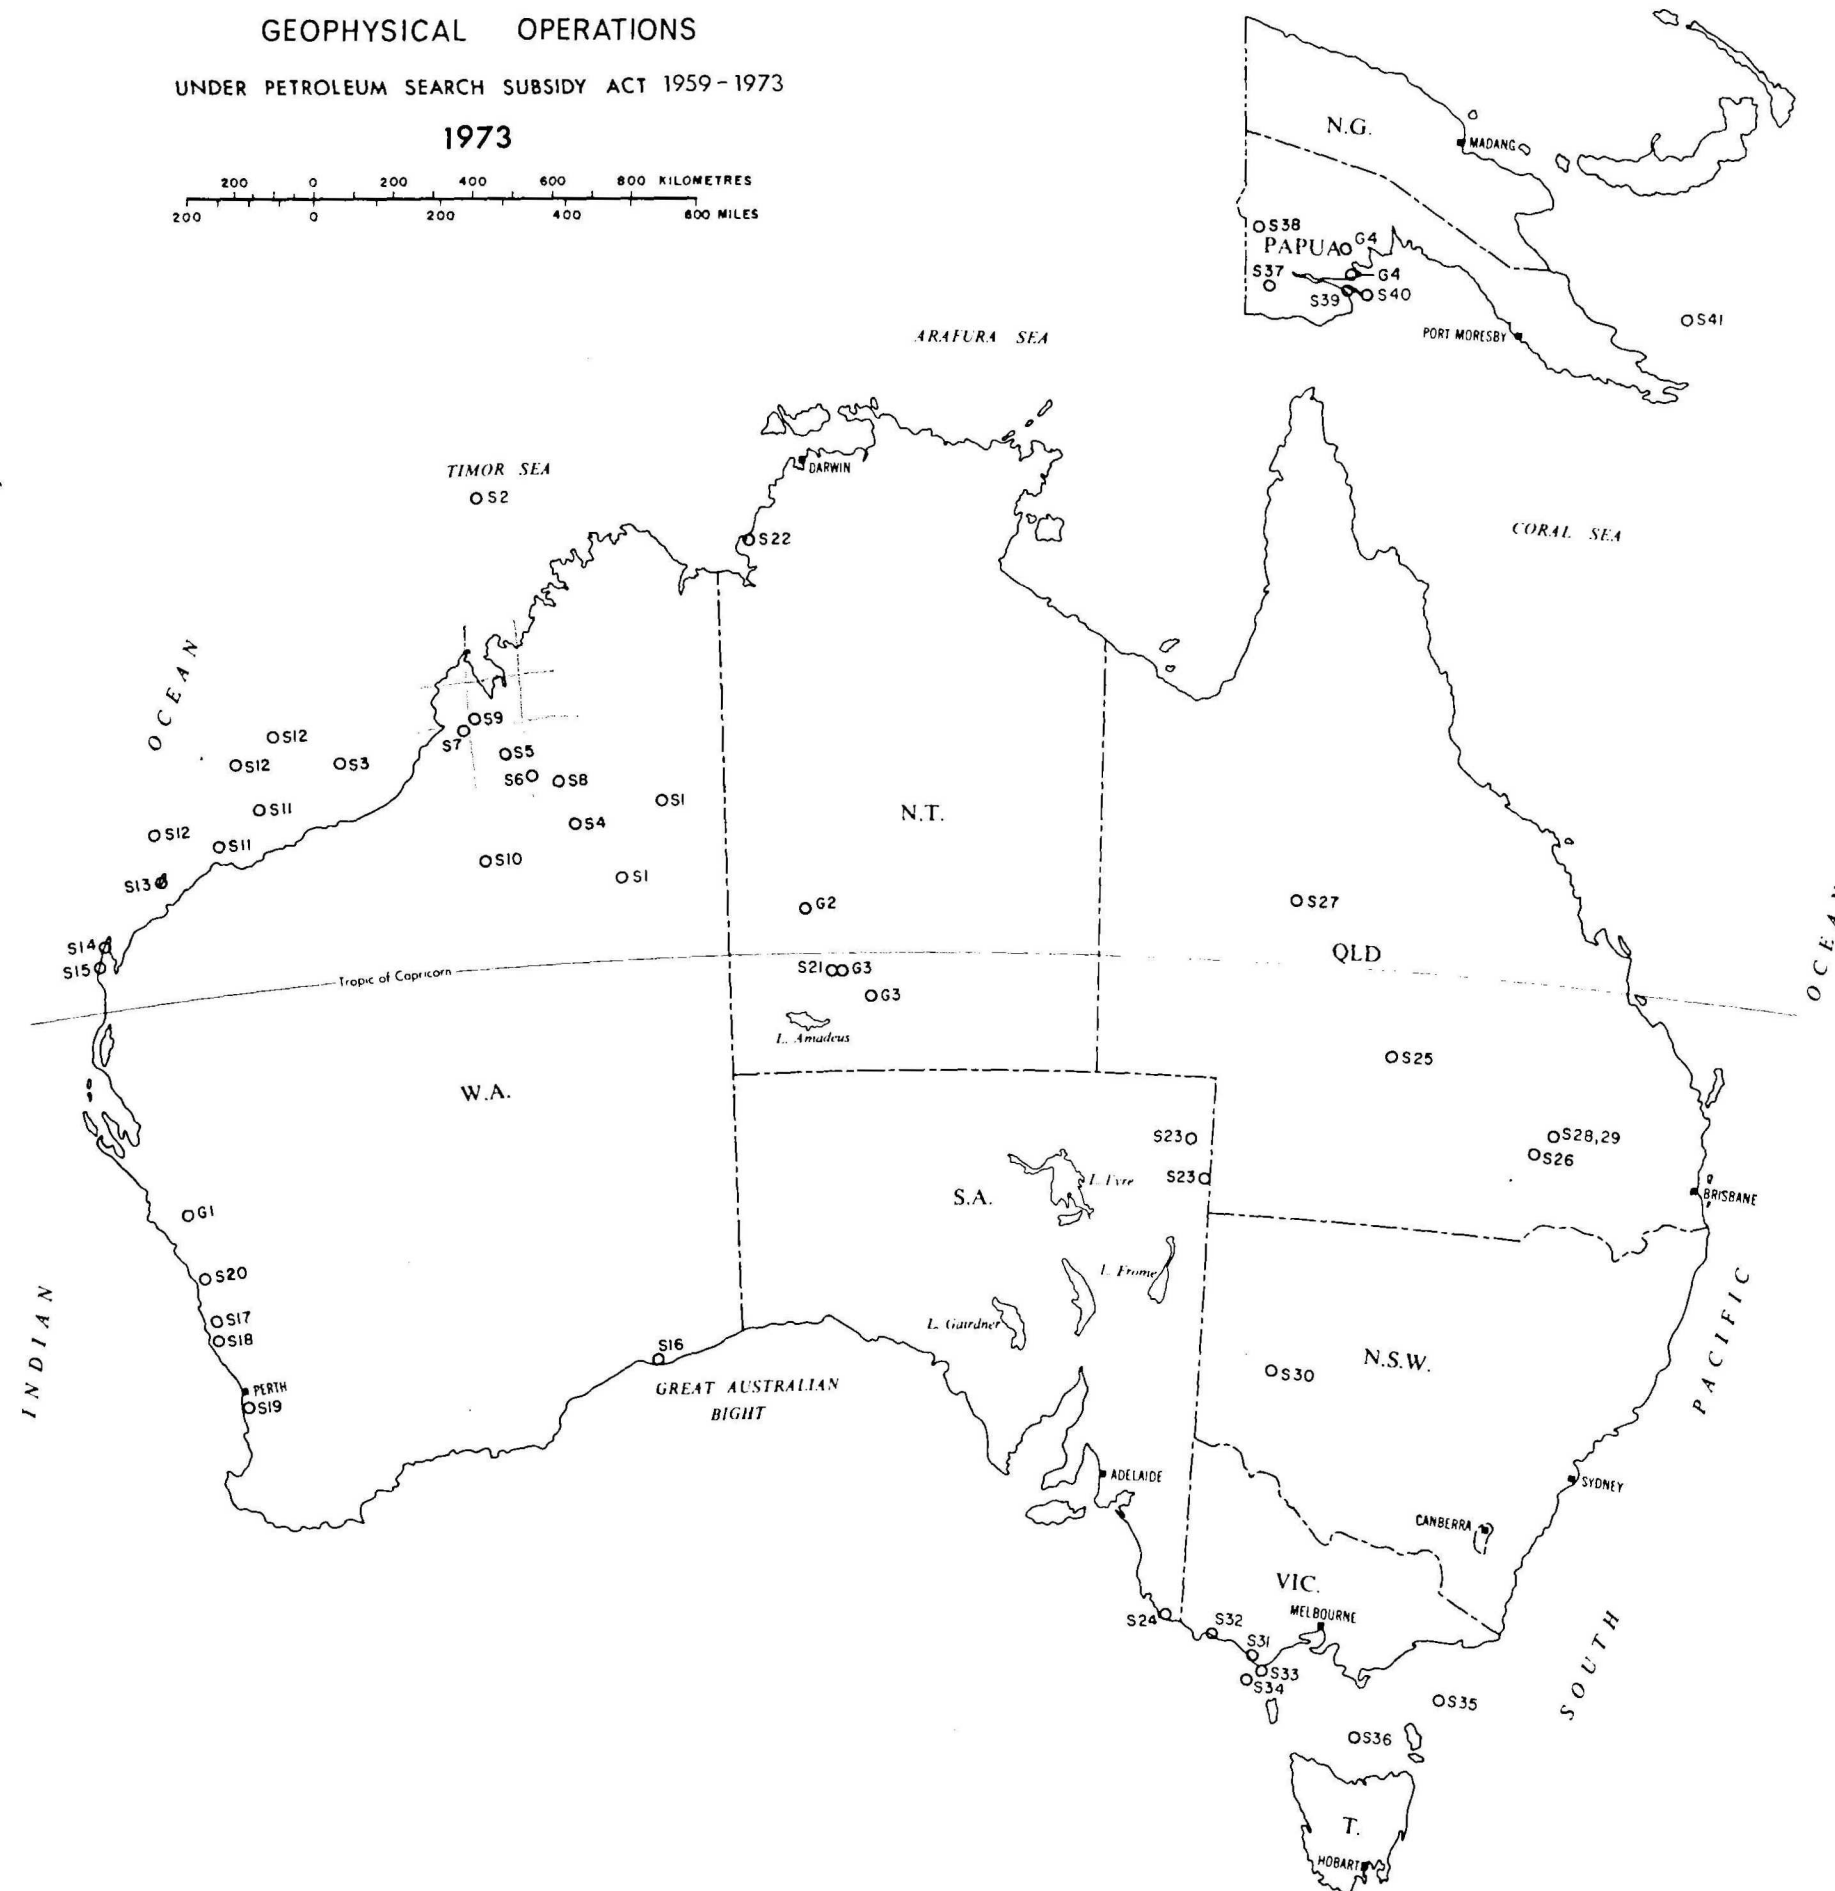 GEOPHYSICAL OPERATIONS
UNDER PETROLEUM SEARCH SUBSIDY ACT 1959-1973
1973
200 0 200 400 600 800 KILOMETRES
200 0 200 400 600 MILES
N.G.
MADANG
S38
PAPUA
G4
S37
G4
S39
S40
S41
PORT MORESBY
ARAFURA SEA
TIMOR SEA
S2
DARWIN
S22
CORAL SEA
OCEAN
S9
S7
S12
S5
S12
S3
S6
S8
S11
S1
S4
N.T.
S12
S11
S10
S13
S1
G2
S27
S14
S15
Tropic of Capricorn
S21
G3
G3
QLD
OCEAN
L. Amadeus
S25
W.A.
S23
S28,29
S26
S23
L. Eyre
S.A.
BRISBANE
G1
S20
L. Frome
S17
S18
L. Gairdner
S16
INDIAN
PERTH
S19
GREAT AUSTRALIAN
BIGHT
S30
N.S.W.
PACIFIC
ADELAIDE
SYDNEY
CANBERRA
VIC.
MELBOURNE
S24
S32
S31
S33
S34
SOUTH
S35
S36
T.
HOBART